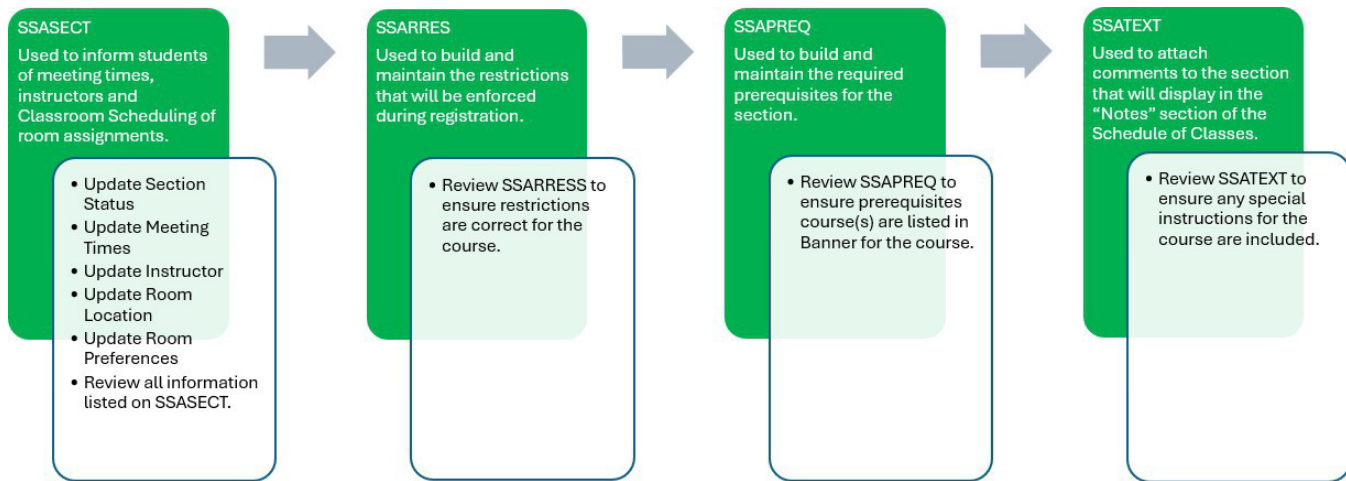 SSASECT
Used to inform students
of meeting times,
instructors and
Classroom Scheduling of
room assignments.
• Update Section
Status
• Update Meeting
Times
• Update Instructor
• Update Room
Location
• Update Room
Preferences
• Review all information
listed on SSASECT.
SSARRES
Used to build and
maintain the restrictions
that will be enforced
during registration.
• Review SSARRESS to
ensure restrictions
are correct for the
course.
SSAPREQ
Used to build and
maintain the required
prerequisites for the
section.
• Review SSAPREQ to
ensure prerequisites
course(s) are listed in
Banner for the course.
SSATEXT
Used to attach
comments to the section
that will display in the
“Notes” section of the
Schedule of Classes.
• Review SSATEXT to
ensure any special
instructions for the
course are included.